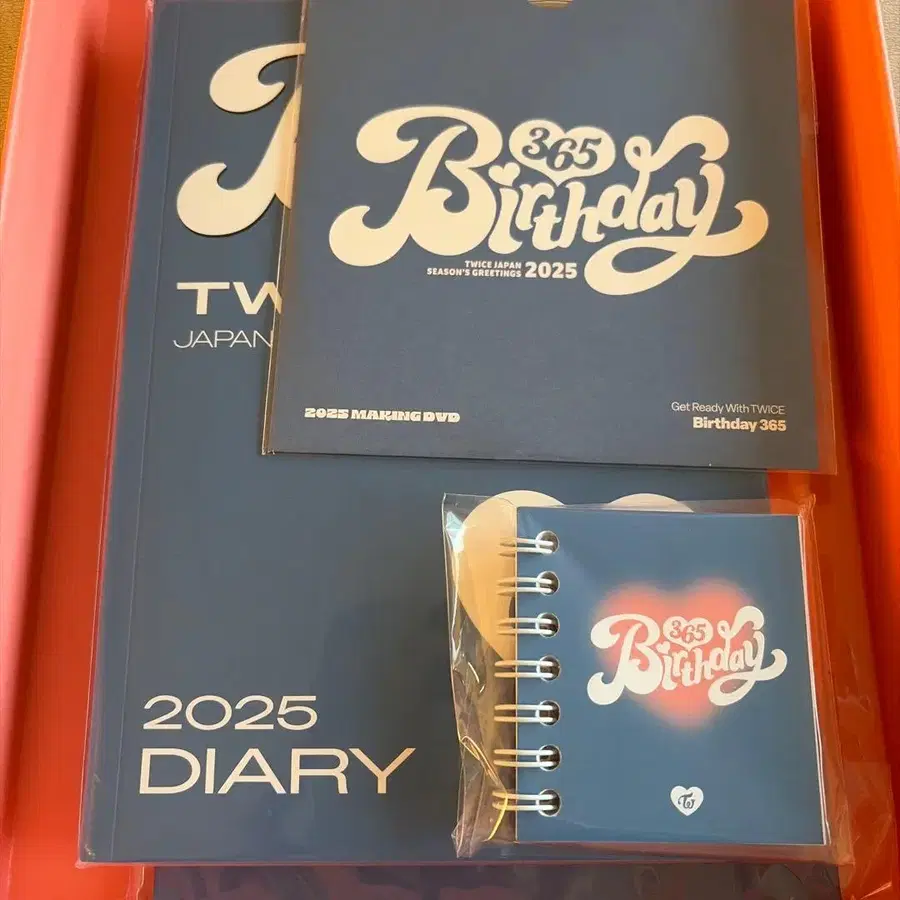 365
Birthday
TWICE JAPAN
SEASON'S GREETINGS 2025
2025 MAKING DVD
Get Ready With TWICE
Birthday 365
TW
JAPAN
2025
DIARY
365
Birthday
TW